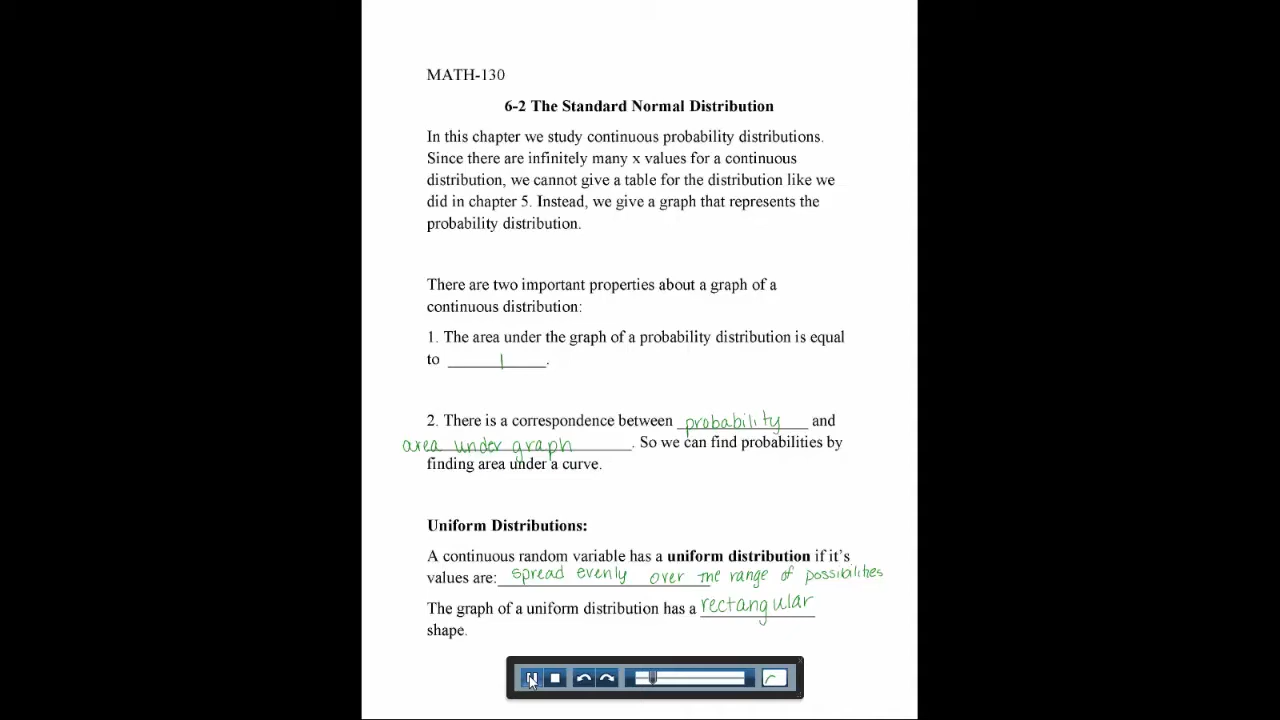 MATH-130
6-2 The Standard Normal Distribution
In this chapter we study continuous probability distributions.
Since there are infinitely many x values for a continuous
distribution, we cannot give a table for the distribution like we
did in chapter 5. Instead, we give a graph that represents the
probability distribution.
There are two important properties about a graph of a
continuous distribution:
1. The area under the graph of a probability distribution is equal
to 1.
2. There is a correspondence between probability and
area under graph. So we can find probabilities by
finding area under a curve.
Uniform Distributions:
A continuous random variable has a uniform distribution if it's
values are: spread evenly over the range of possibilities
The graph of a uniform distribution has a rectangular
shape.